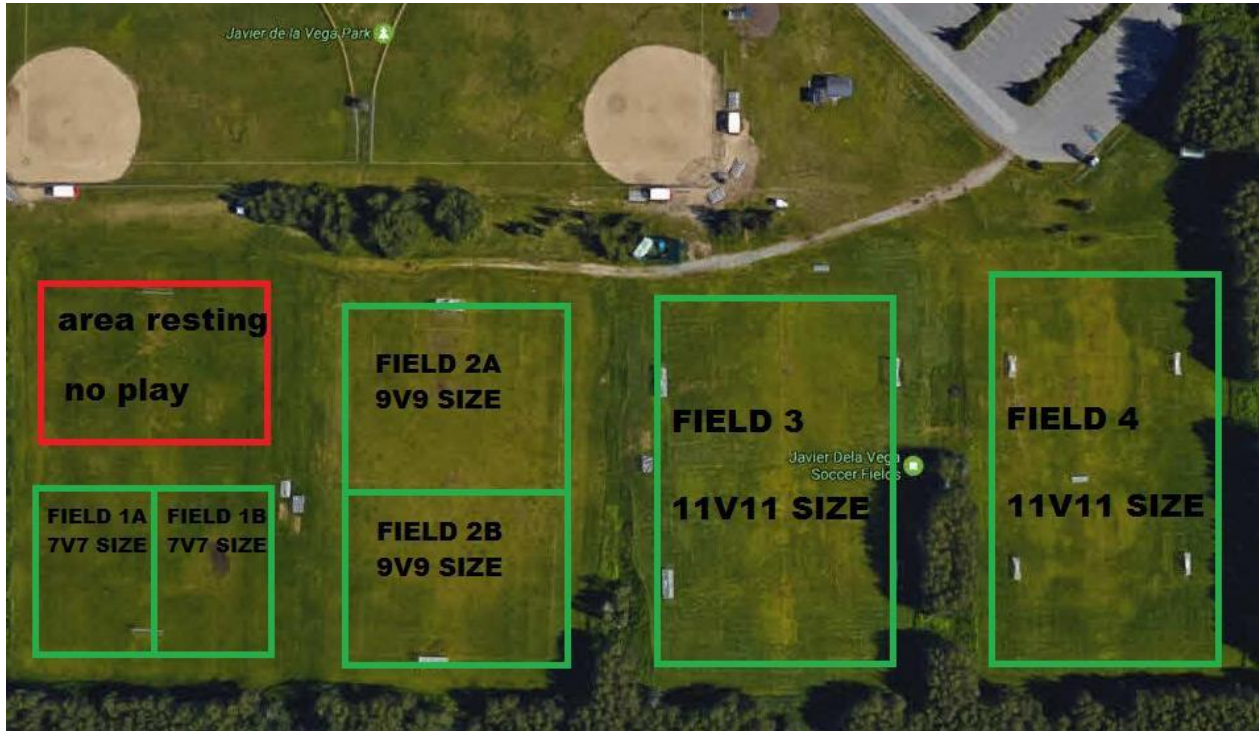 Javier de la Vega Park
area resting
no play
FIELD 1A
7V7 SIZE
FIELD 1B
7V7 SIZE
FIELD 2A
9V9 SIZE
FIELD 2B
9V9 SIZE
FIELD 3
11V11 SIZE
Javier Dela Vega
Soccer Fields
FIELD 4
11V11 SIZE